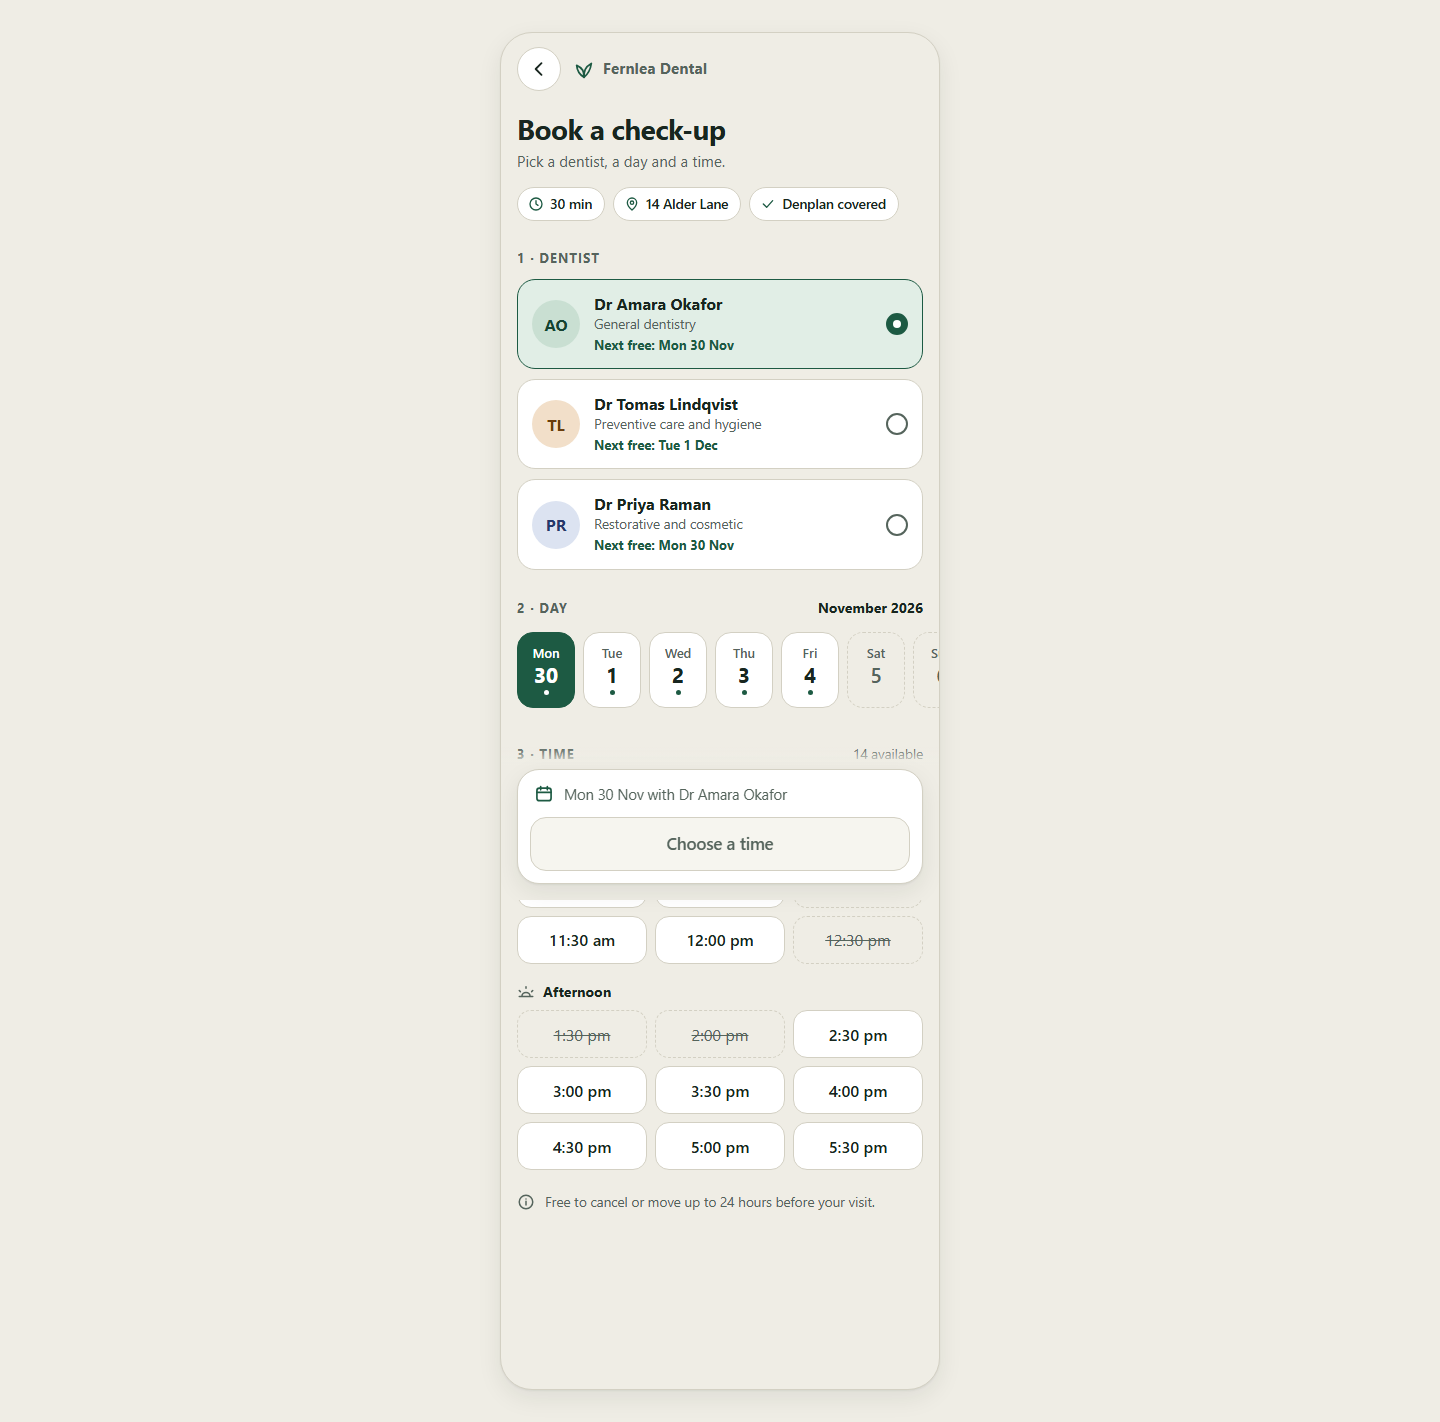 Fernlea Dental
Book a check-up
Pick a dentist, a day and a time.
30 min
14 Alder Lane
Denplan covered
1 · DENTIST
AO
Dr Amara Okafor
General dentistry
Next free: Mon 30 Nov
TL
Dr Tomas Lindqvist
Preventive care and hygiene
Next free: Tue 1 Dec
PR
Dr Priya Raman
Restorative and cosmetic
Next free: Mon 30 Nov
2 · DAY
November 2026
Mon
30
Tue
1
Wed
2
Thu
3
Fri
4
Sat
5
3 · TIME
14 available
Mon 30 Nov with Dr Amara Okafor
Choose a time
11:30 am
12:00 pm
12:30 pm
Afternoon
1:30 pm
2:00 pm
2:30 pm
3:00 pm
3:30 pm
4:00 pm
4:30 pm
5:00 pm
5:30 pm
Free to cancel or move up to 24 hours before your visit.